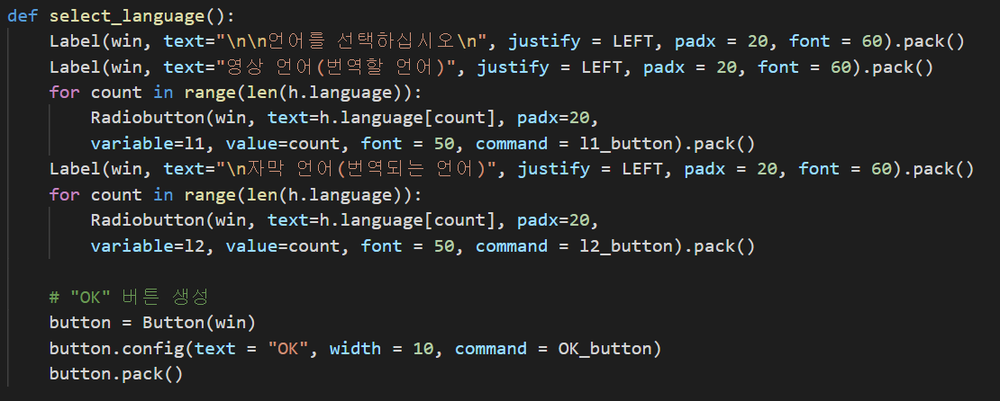 def select_language():
    Label(win, text="\n\n언어를 선택하십시오\n", justify = LEFT, padx = 20, font = 60).pack()
    Label(win, text="영상 언어(번역할 언어)", justify = LEFT, padx = 20, font = 60).pack()
    for count in range(len(h.language)):
        Radiobutton(win, text=h.language[count], padx=20,
        variable=l1, value=count, font = 50, command = l1_button).pack()
    Label(win, text="\n자막 언어(번역되는 언어)", justify = LEFT, padx = 20, font = 60).pack()
    for count in range(len(h.language)):
        Radiobutton(win, text=h.language[count], padx=20,
        variable=l2, value=count, font = 50, command = l2_button).pack()
    # "OK" 버튼 생성
    button = Button(win)
    button.config(text = "OK", width = 10, command = OK_button)
    button.pack()